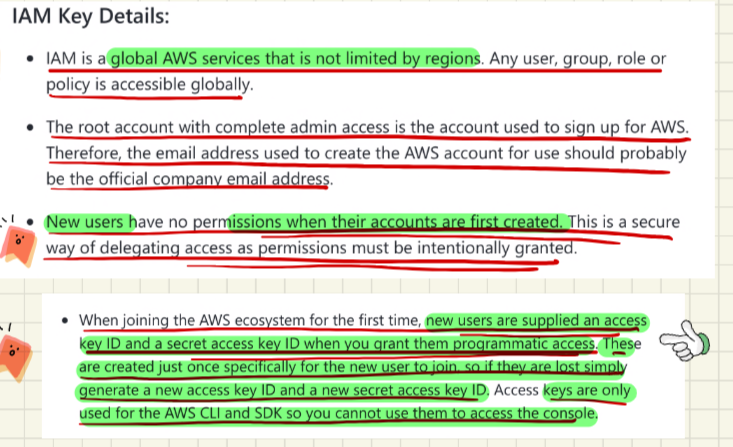 IAM Key Details:
• IAM is a global AWS services that is not limited by regions. Any user, group, role or
policy is accessible globally.
• The root account with complete admin access is the account used to sign up for AWS.
Therefore, the email address used to create the AWS account for use should probably
be the official company email address.
• New users have no permissions when their accounts are first created. This is a secure
way of delegating access as permissions must be intentionally granted.
• When joining the AWS ecosystem for the first time, new users are supplied an access
key ID and a secret access key ID when you grant them programmatic access. These
are created just once specifically for the new user to join, so if they are lost simply
generate a new access key ID and a new secret access key ID. Access keys are only
used for the AWS CLI and SDK so you cannot use them to access the console.